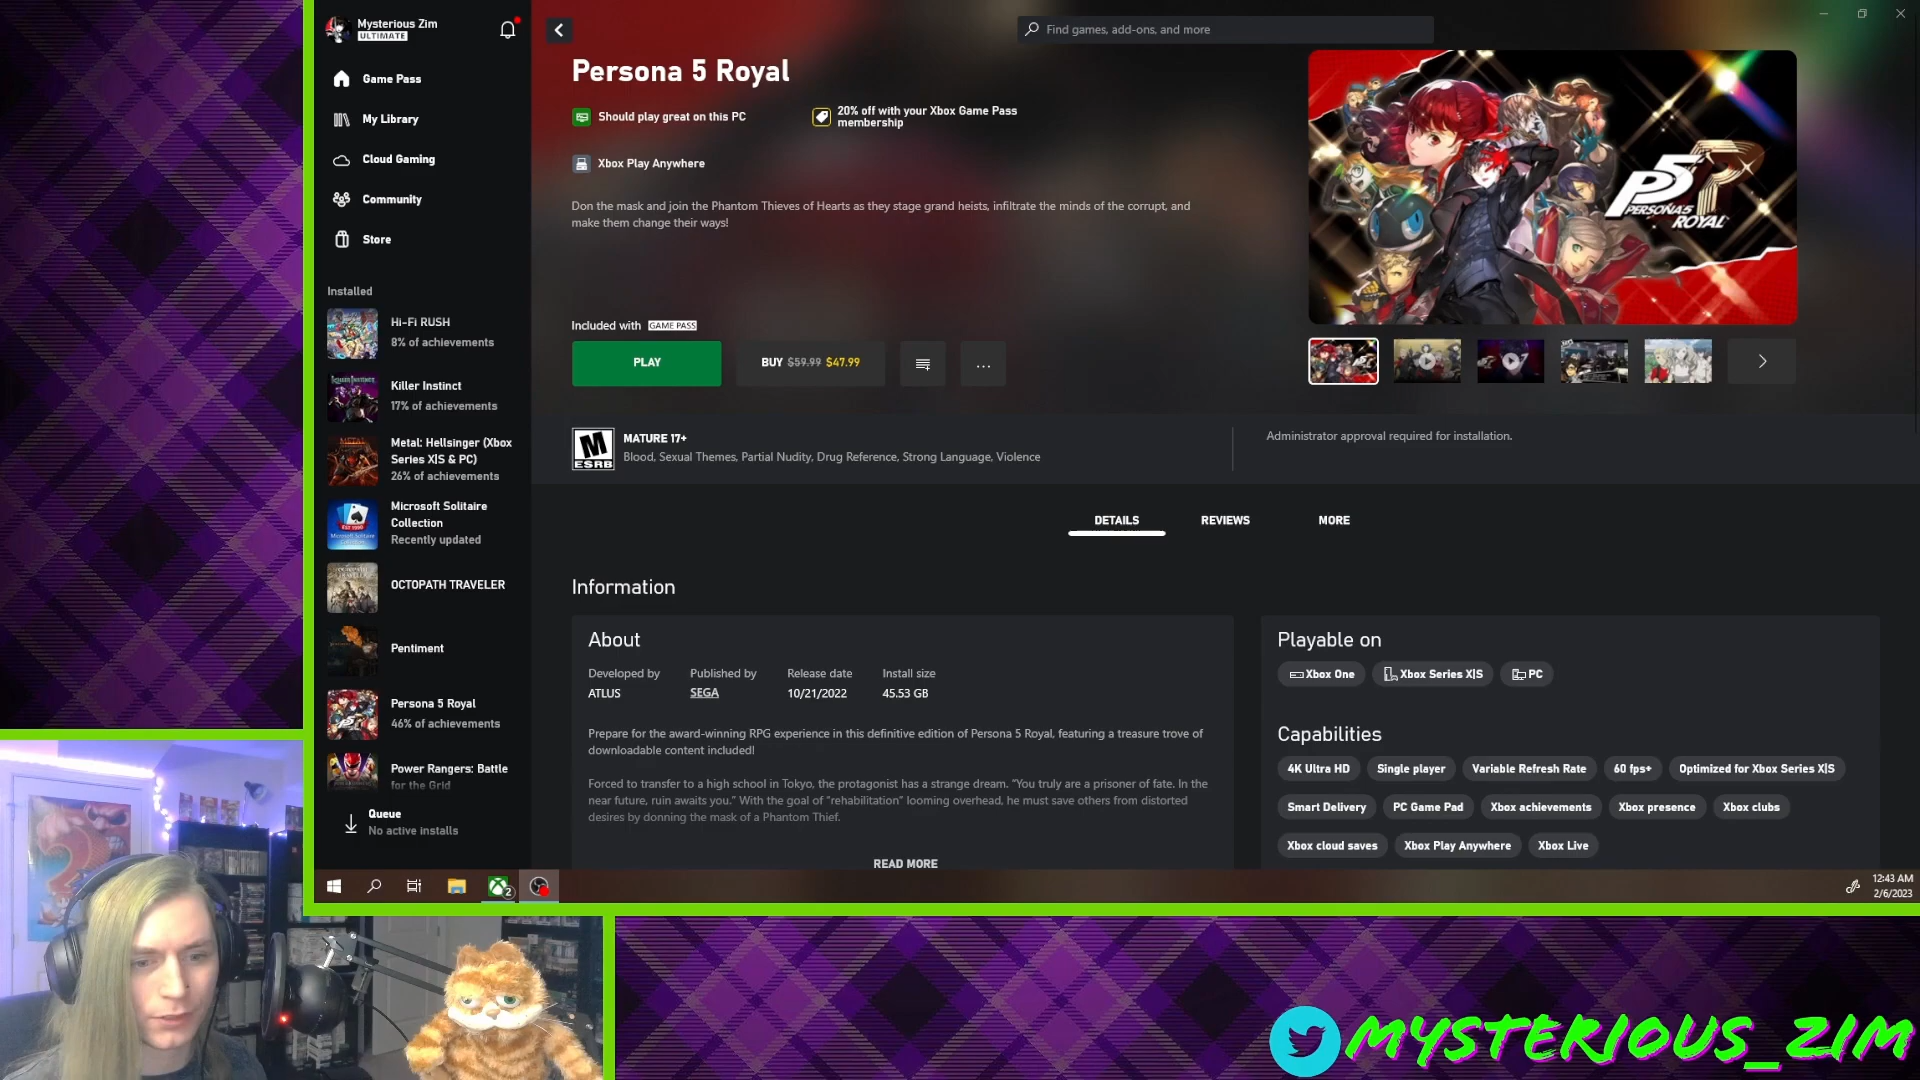 Mysterious Zim
ULTIMATE
Game Pass
My Library
Cloud Gaming
Community
Store
Installed
Hi-Fi RUSH
8% of achievements
Killer Instinct
17% of achievements
Metal: Hellsinger (Xbox
Series X|S & PC)
26% of achievements
Microsoft Solitaire
Collection
Recently updated
OCTOPATH TRAVELER
Pentiment
Persona 5 Royal
46% of achievements
Power Rangers: Battle
for the Grid
Queue
No active installs
Find games, add-ons, and more
Persona 5 Royal
Should play great on this PC
20% off with your Xbox Game Pass
membership
Xbox Play Anywhere
Don the mask and join the Phantom Thieves of Hearts as they stage grand heists, infiltrate the minds of the corrupt, and
make them change their ways!
Included with GAME PASS
PLAY
BUY $59.99 $47.99
...
P5R
PERSONA5
ROYAL
M
ESRB
MATURE 17+
Blood, Sexual Themes, Partial Nudity, Drug Reference, Strong Language, Violence
Administrator approval required for installation.
DETAILS
REVIEWS
MORE
Information
About
Developed by
ATLUS
Published by
SEGA
Release date
10/21/2022
Install size
45.53 GB
Prepare for the award-winning RPG experience in this definitive edition of Persona 5 Royal, featuring a treasure trove of
downloadable content included!
Forced to transfer to a high school in Tokyo, the protagonist has a strange dream. "You truly are a prisoner of fate. In the
near future, ruin awaits you." With the goal of "rehabilitation" looming overhead, he must save others from distorted
desires by donning the mask of a Phantom Thief.
READ MORE
Playable on
Xbox One
Xbox Series X|S
PC
Capabilities
4K Ultra HD
Single player
Variable Refresh Rate
60 fps+
Optimized for Xbox Series X|S
Smart Delivery
PC Game Pad
Xbox achievements
Xbox presence
Xbox clubs
Xbox cloud saves
Xbox Play Anywhere
Xbox Live
2
12:43 AM
2/6/2023
MYSTERIOUS_ZIM